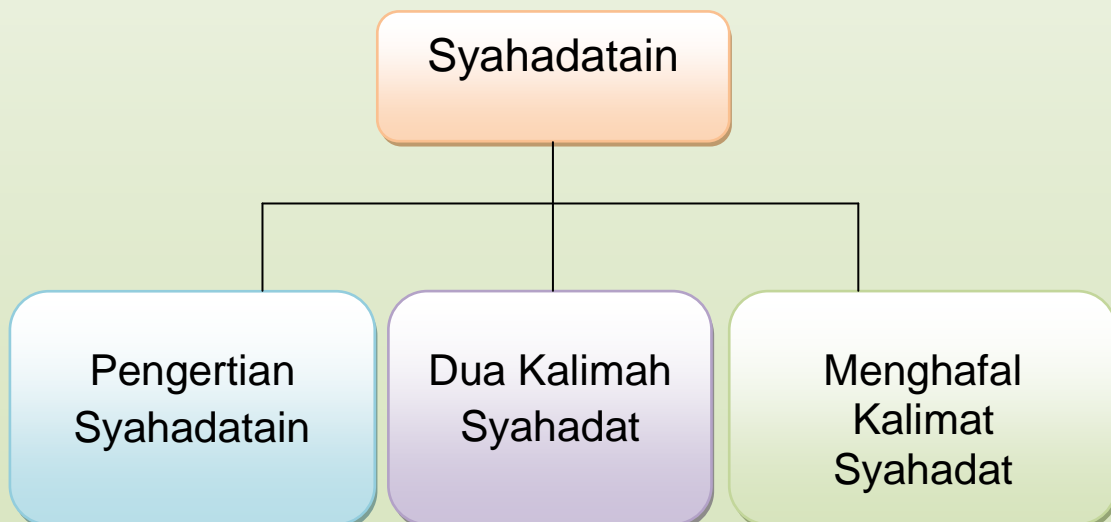 Syahadatain
Pengertian
Syahadatain
Dua Kalimah
Syahadat
Menghafal
Kalimat
Syahadat